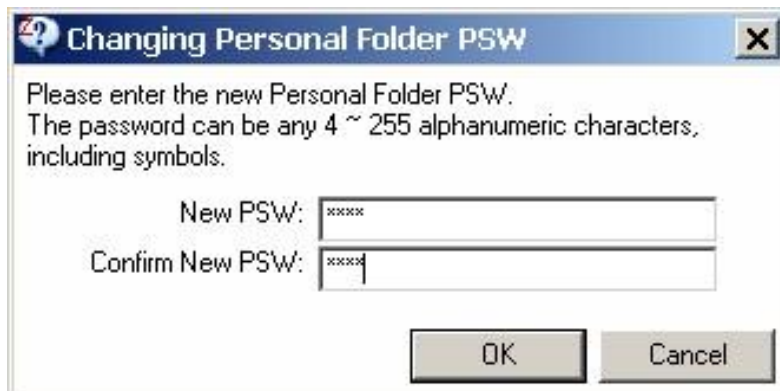 Changing Personal Folder PSW
Please enter the new Personal Folder PSW.
The password can be any 4 ~ 255 alphanumeric characters,
including symbols.
New PSW: ****
Confirm New PSW: ****
OK Cancel